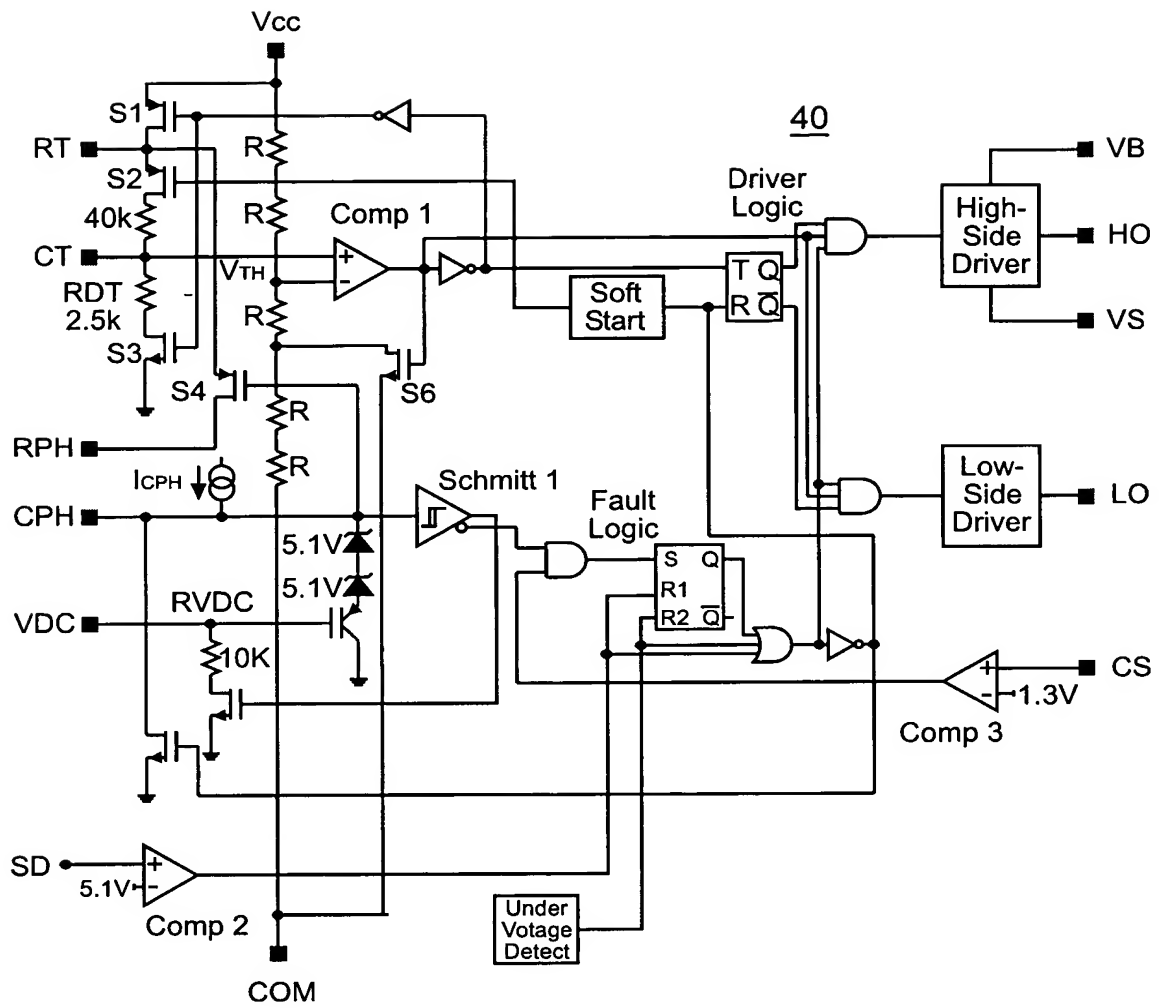 Vcc
40
S1
RT
R
S2
R
40k
Comp 1
Driver
Logic
High-
Side
Driver
VB
HO
VS
CT
VTH
RDT
2.5k
R
Soft
Start
T Q
R Q̅
S3
S4
S6
R
RPH
R
ICPH
Schmitt 1
Low-
Side
Driver
LO
CPH
5.1V
Fault
Logic
5.1V
S Q
R1
R2 Q̅
VDC
RVDC
10K
CS
1.3V
Comp 3
SD
5.1V
Comp 2
Under
Votage
Detect
COM